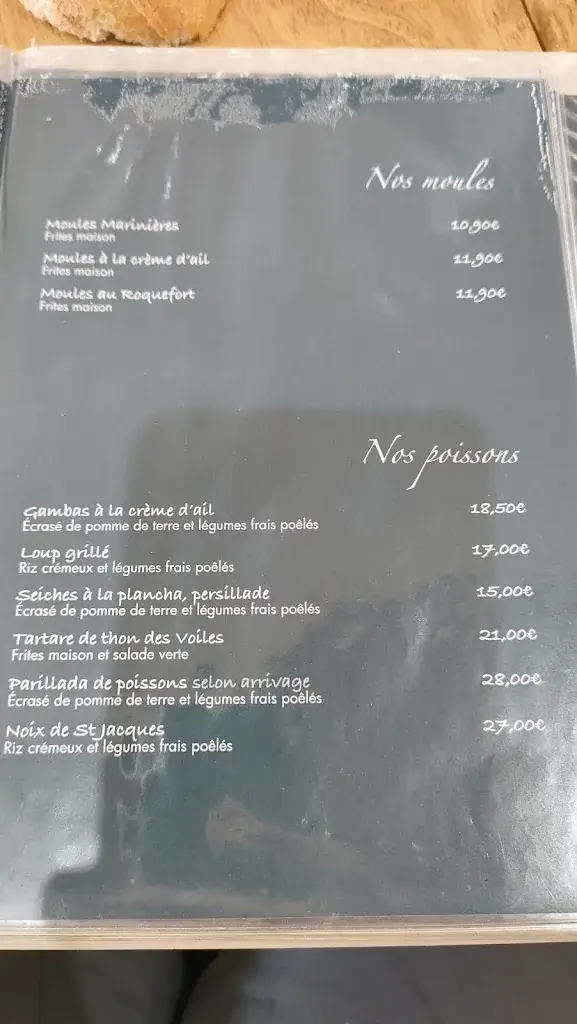 Nos moules
Moules Marinières 10,90€
Frites maison
Moules à la crème d'ail 11,90€
Frites maison
Moules au Roquefort 11,90€
Frites maison
Nos poissons
Gambas à la crème d'ail 18,50€
Écrasé de pomme de terre et légumes frais poêlés
Loup grillé 17,00€
Riz crémeux et légumes frais poêlés
Seiches à la plancha, persillade 15,00€
Écrasé de pomme de terre et légumes frais poêlés
Tartare de thon des Voiles 21,00€
Frites maison et salade verte
Parillada de poissons selon arrivage 28,00€
Écrasé de pomme de terre et légumes frais poêlés
Noix de St Jacques 27,00€
Riz crémeux et légumes frais poêlés